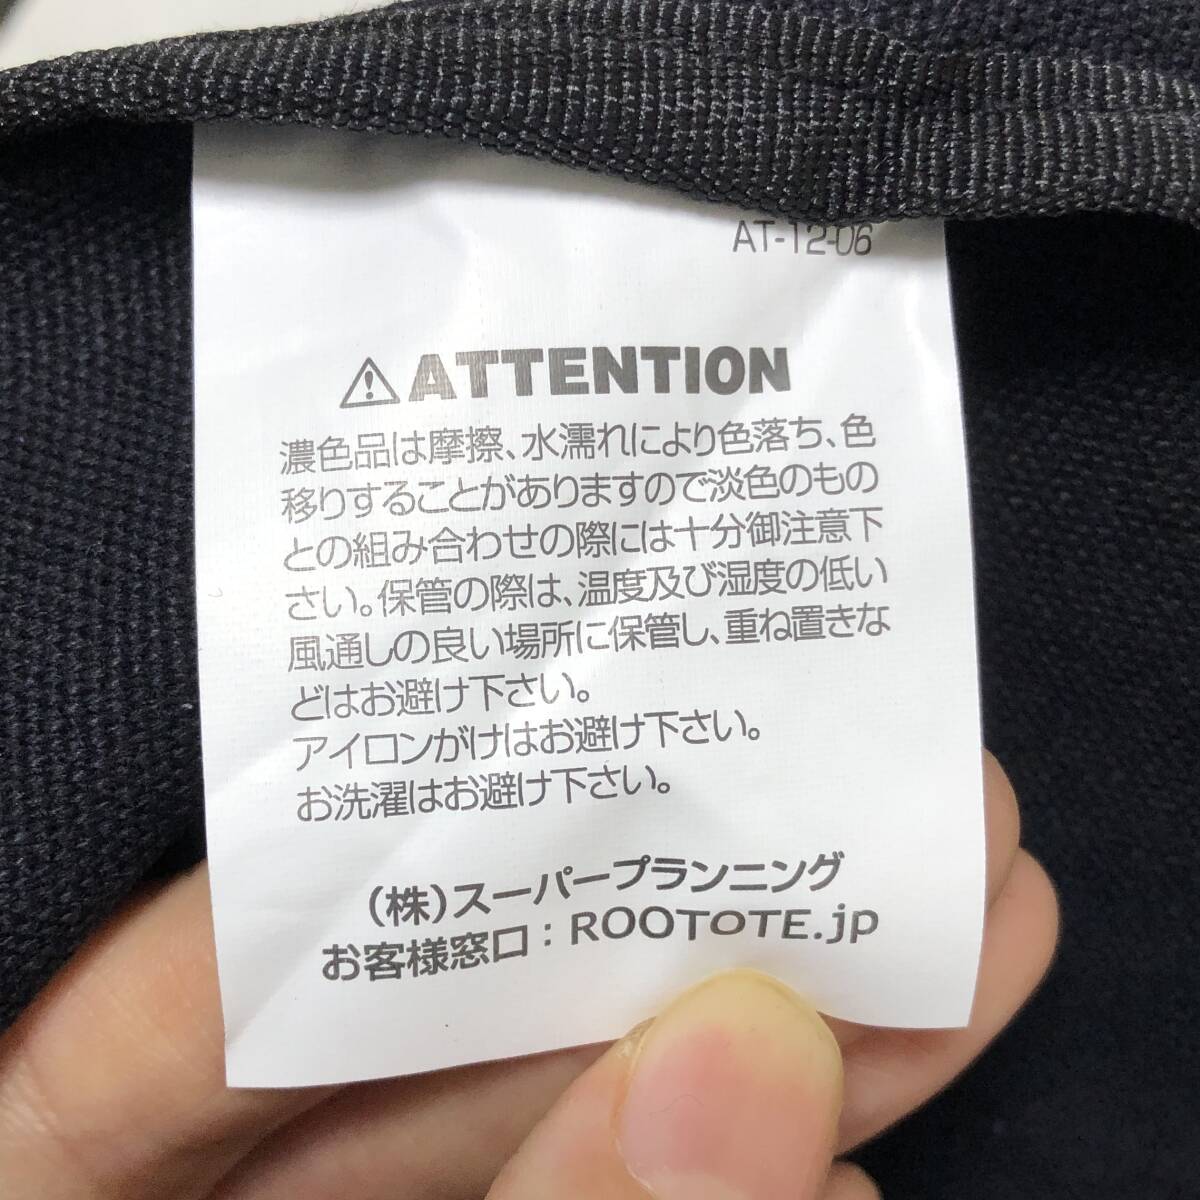 AT-12-06
⚠ATTENTION
濃色品は摩擦、水濡れにより色落ち、色
移りすることがありますので淡色のもの
との組み合わせの際には十分御注意下
さい。保管の際は、温度及び湿度の低い
風通しの良い場所に保管し、重ね置きな
どはお避け下さい。
アイロンがけはお避け下さい。
お洗濯はお避け下さい。
(株)スーパープランニング
お客様窓口：ROOTOTE.jp